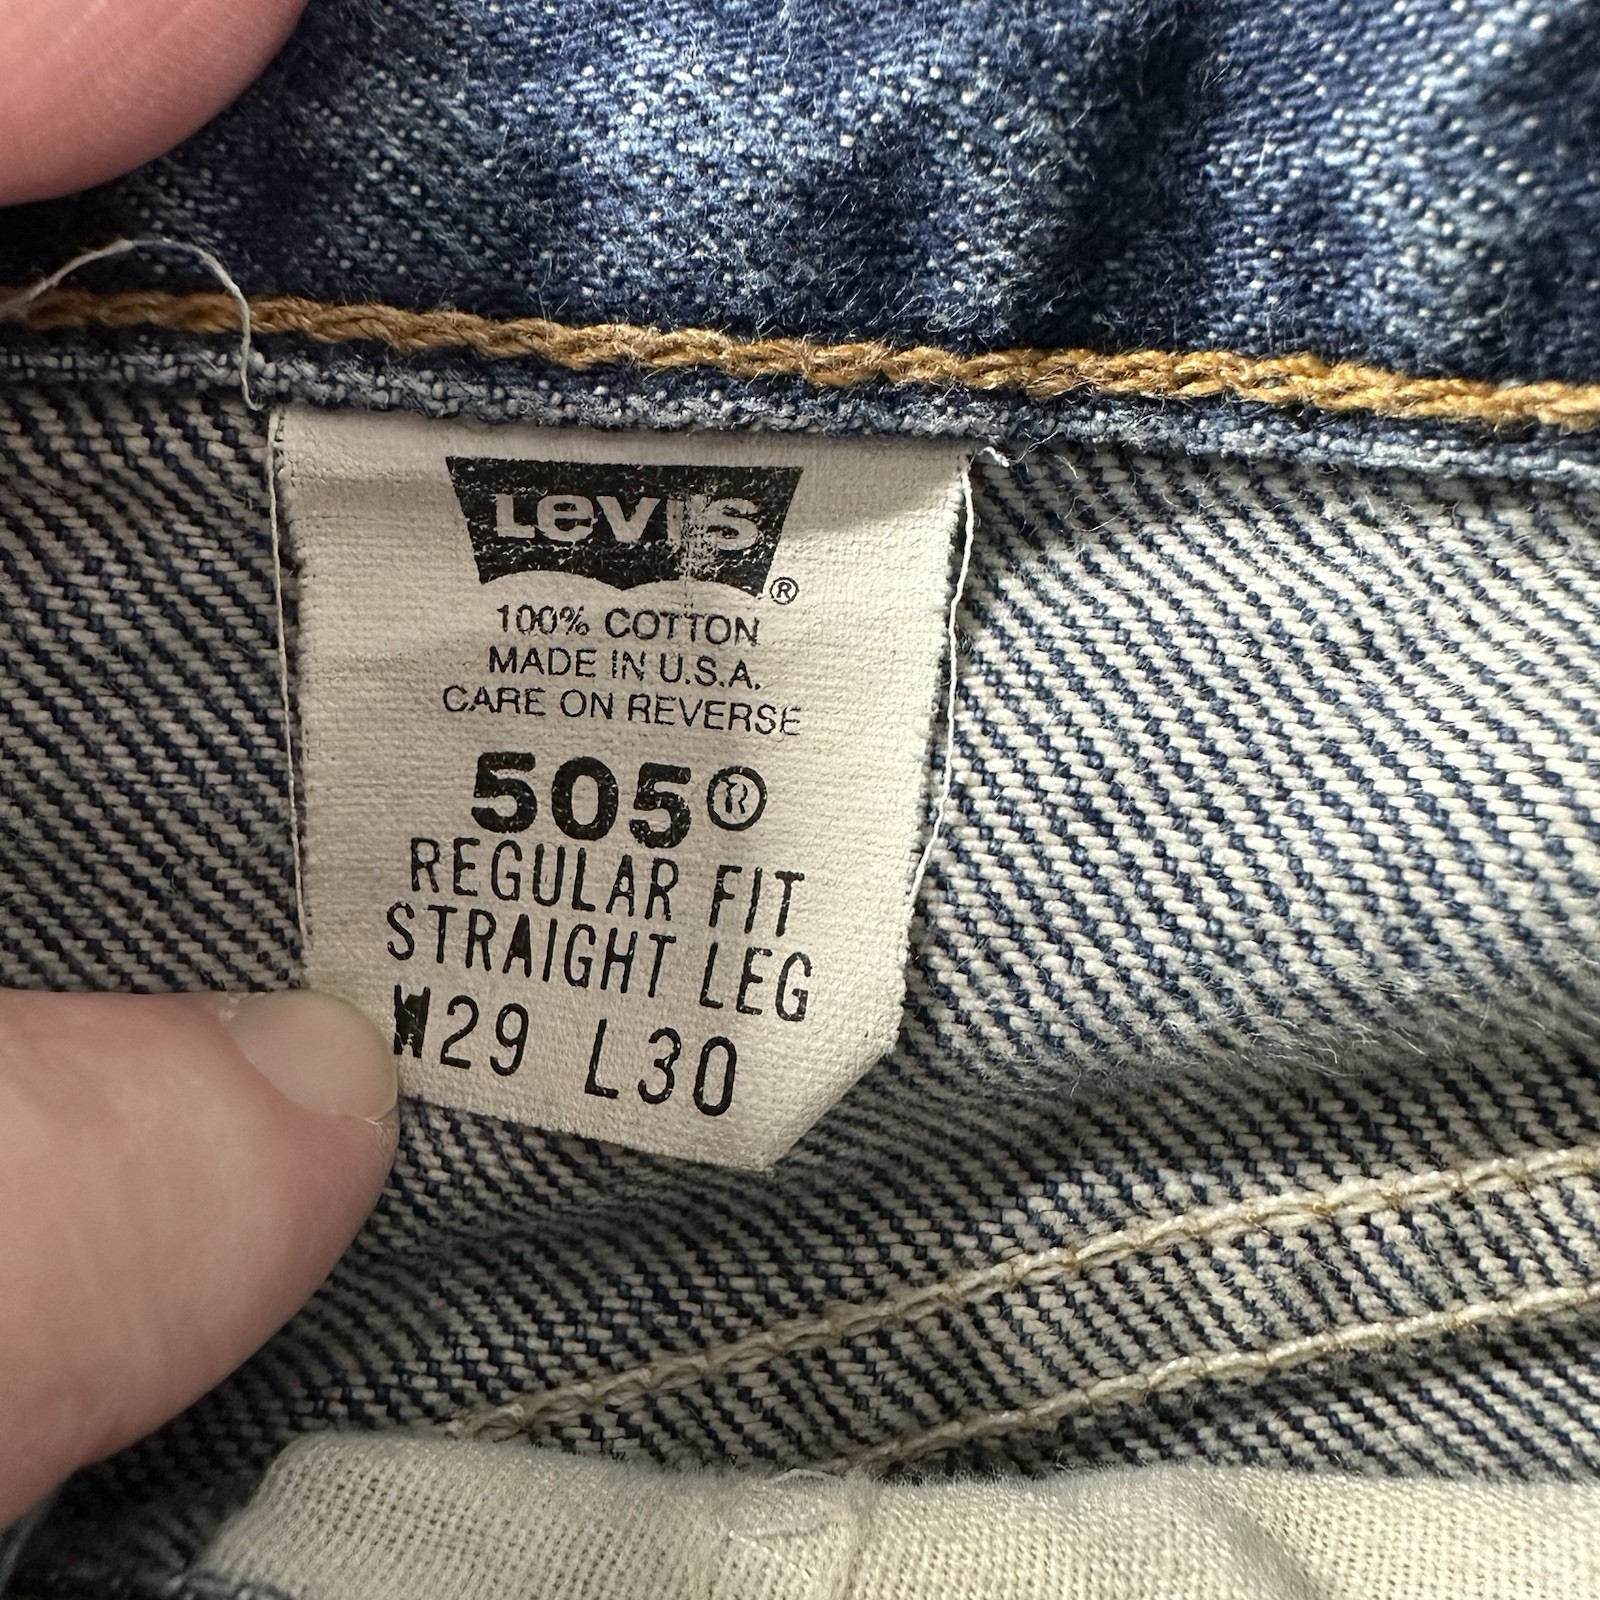 Levi's ®
100% COTTON
MADE IN U.S.A.
CARE ON REVERSE
505®
REGULAR FIT
STRAIGHT LEG
W29 L30